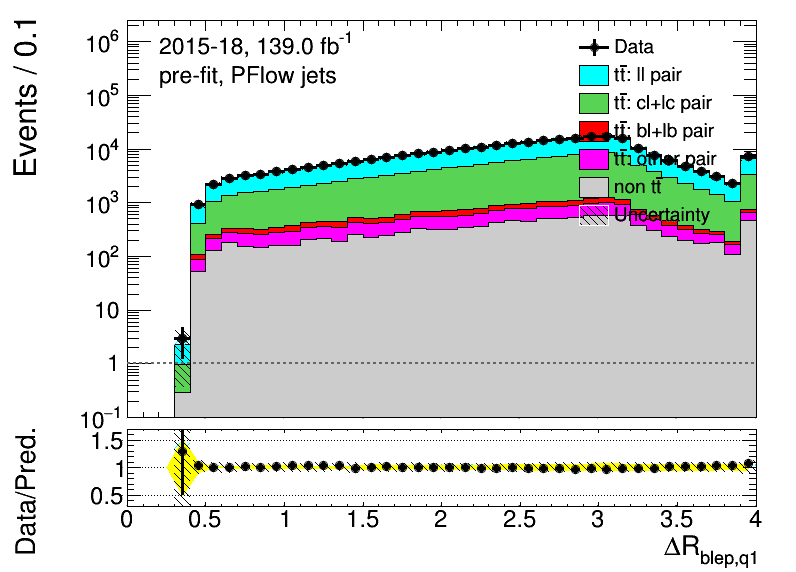 Events / 0.1
10⁶
10⁵
10⁴
10³
10²
10
1
10⁻¹
2015-18, 139.0 fb⁻¹
pre-fit, PFlow jets
Data
tt̄: ll pair
tt̄: cl+lc pair
tt̄: bl+lb pair
tt̄: other pair
non tt̄
Uncertainty
Data/Pred.
1.5
1
0.5
0 0.5 1 1.5 2 2.5 3 3.5 4
ΔR_blep,q1